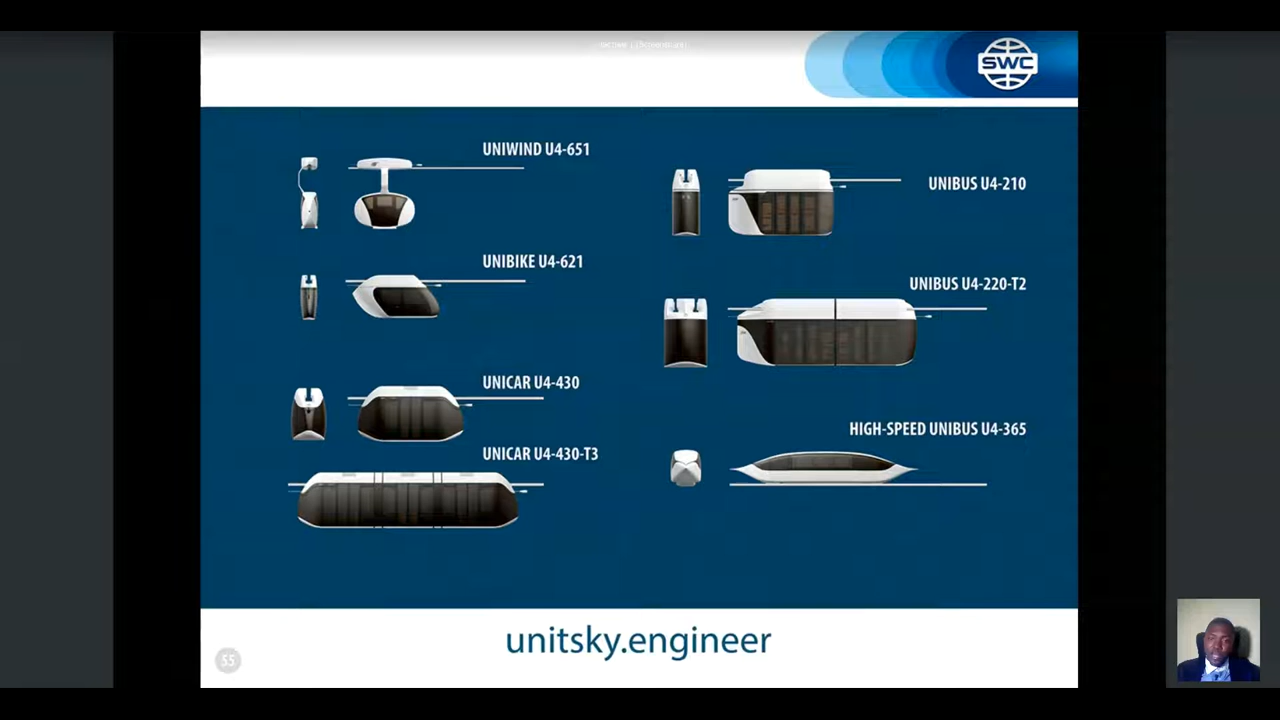 SWC
UNIWIND U4-651
UNIBIKE U4-621
UNICAR U4-430
UNICAR U4-430-T3
UNIBUS U4-210
UNIBUS U4-220-T2
HIGH-SPEED UNIBUS U4-365
unitsky.engineer
55